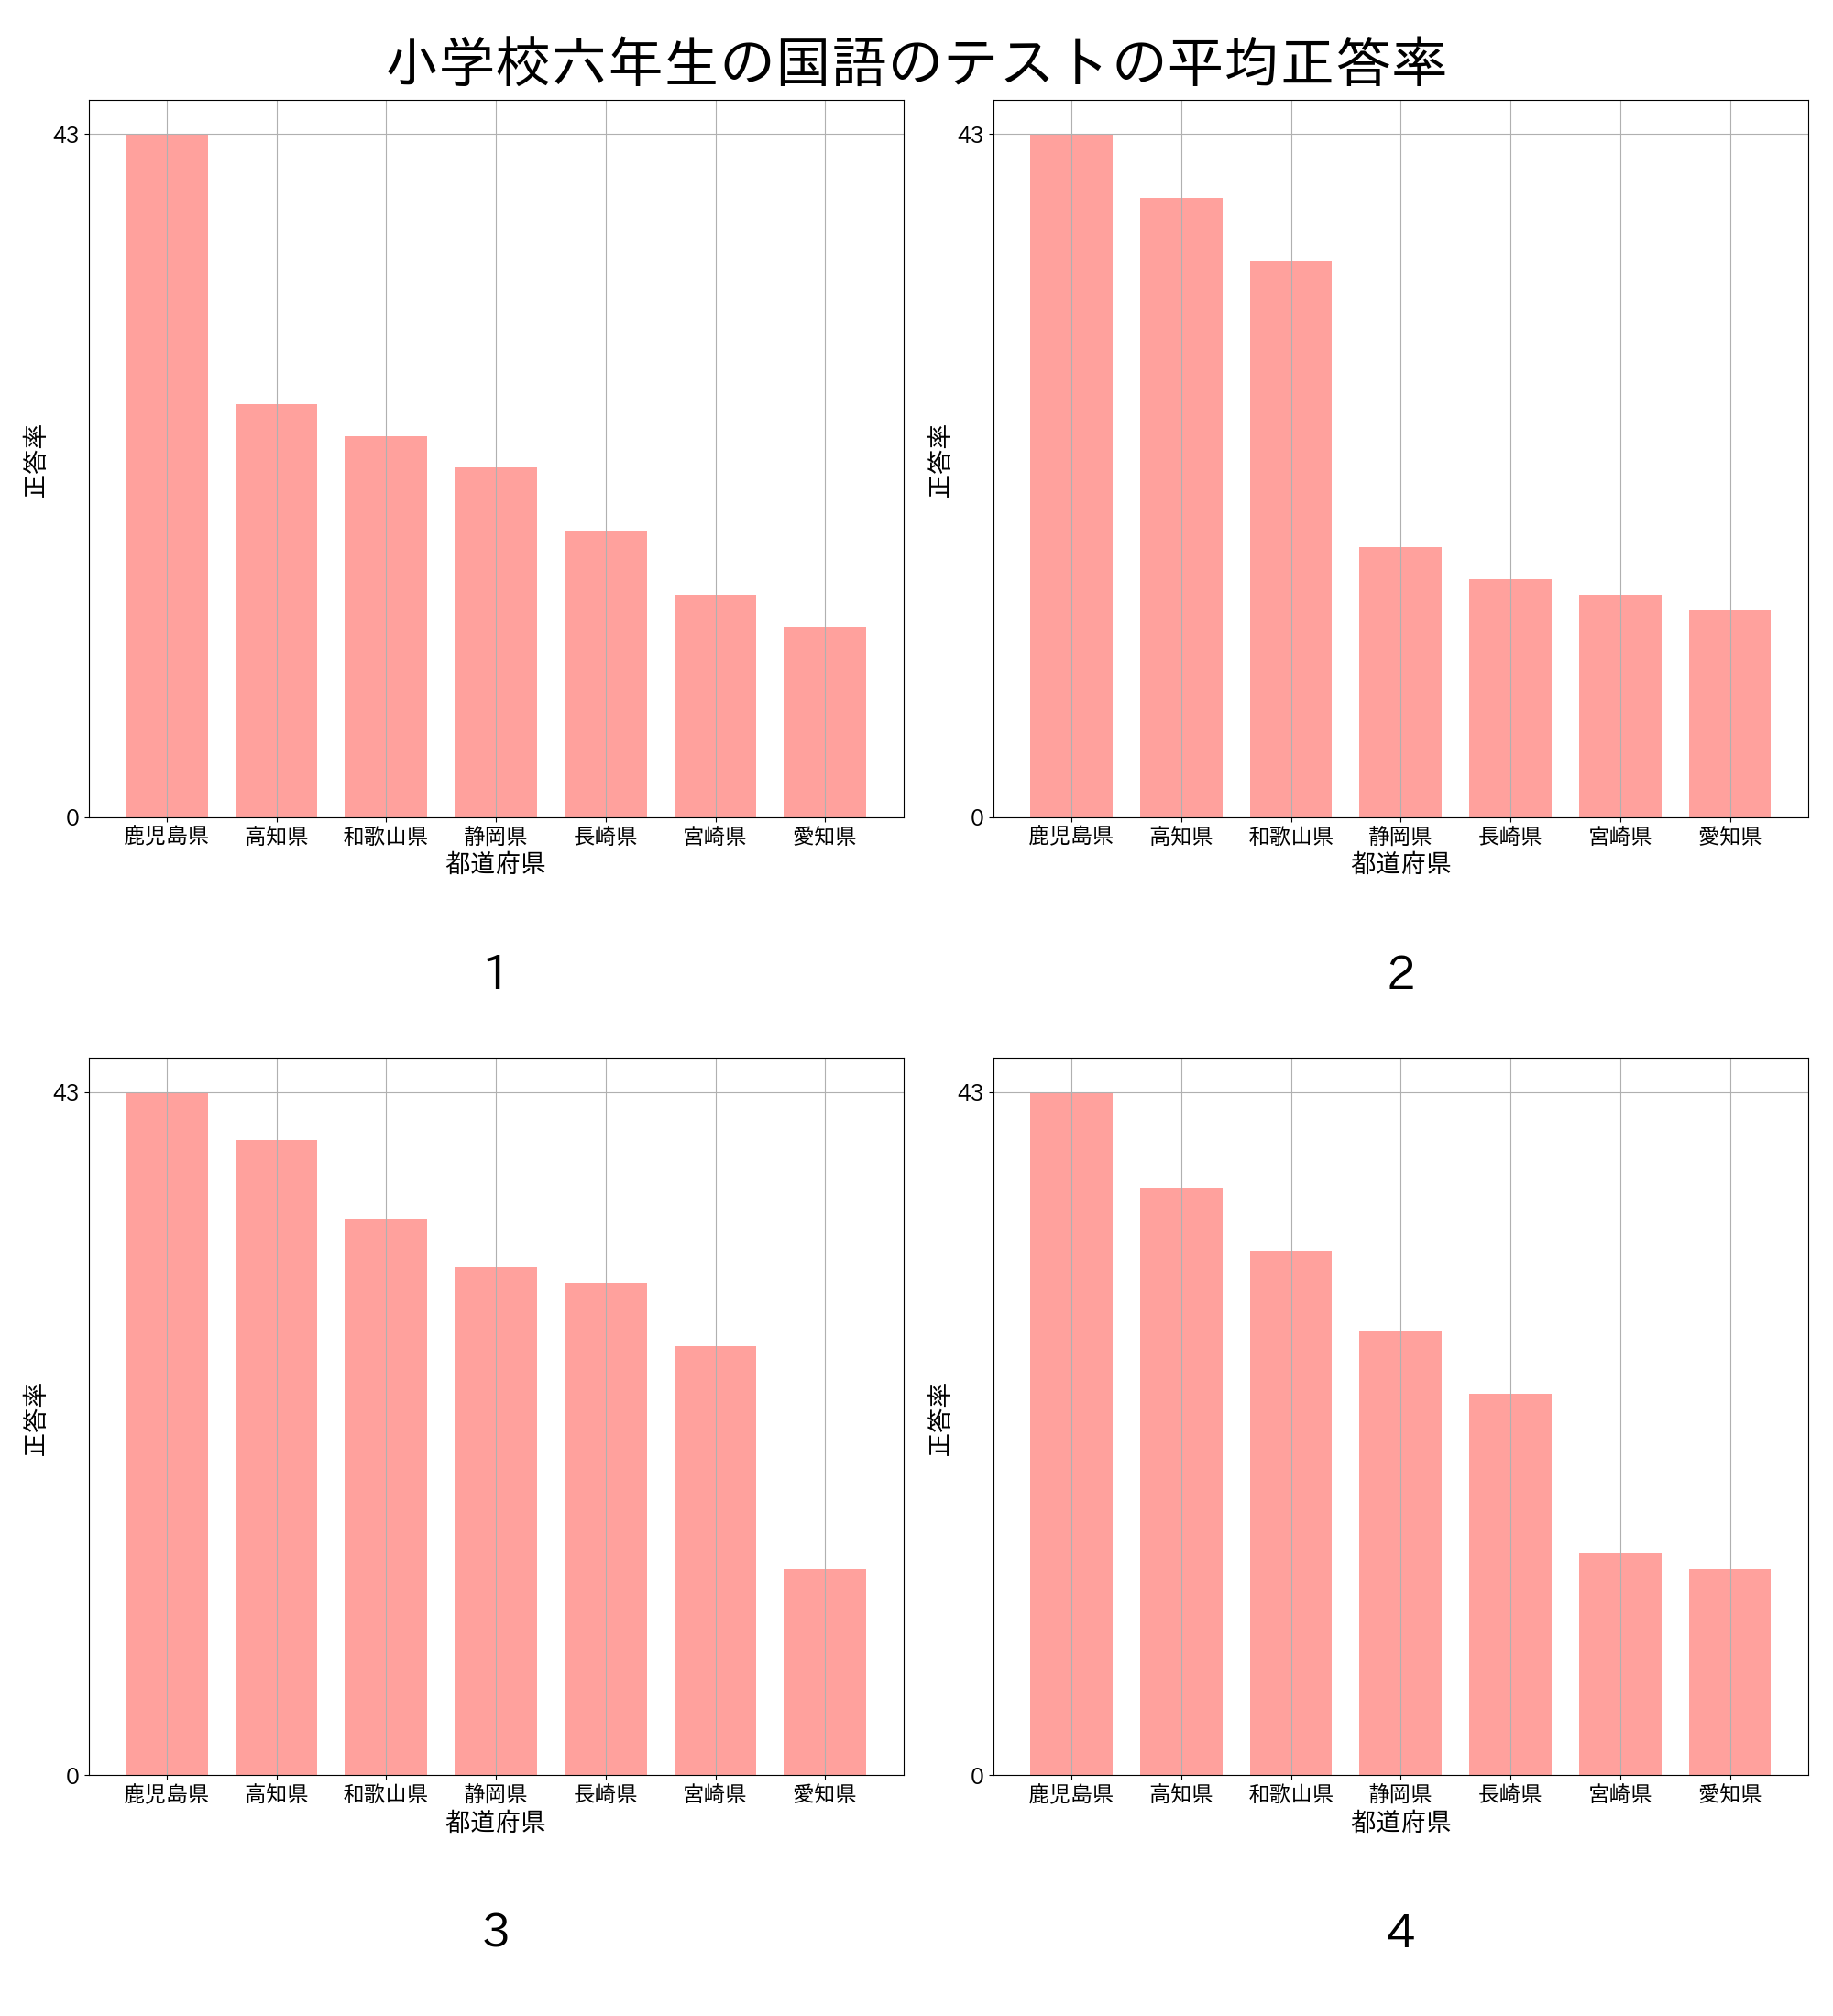 小学校六年生の国語のテストの平均正答率
43
0
正答率
鹿児島県 高知県 和歌山県 静岡県 長崎県 宮崎県 愛知県
都道府県
1
43
0
正答率
鹿児島県 高知県 和歌山県 静岡県 長崎県 宮崎県 愛知県
都道府県
2
43
0
正答率
鹿児島県 高知県 和歌山県 静岡県 長崎県 宮崎県 愛知県
都道府県
3
43
0
正答率
鹿児島県 高知県 和歌山県 静岡県 長崎県 宮崎県 愛知県
都道府県
4